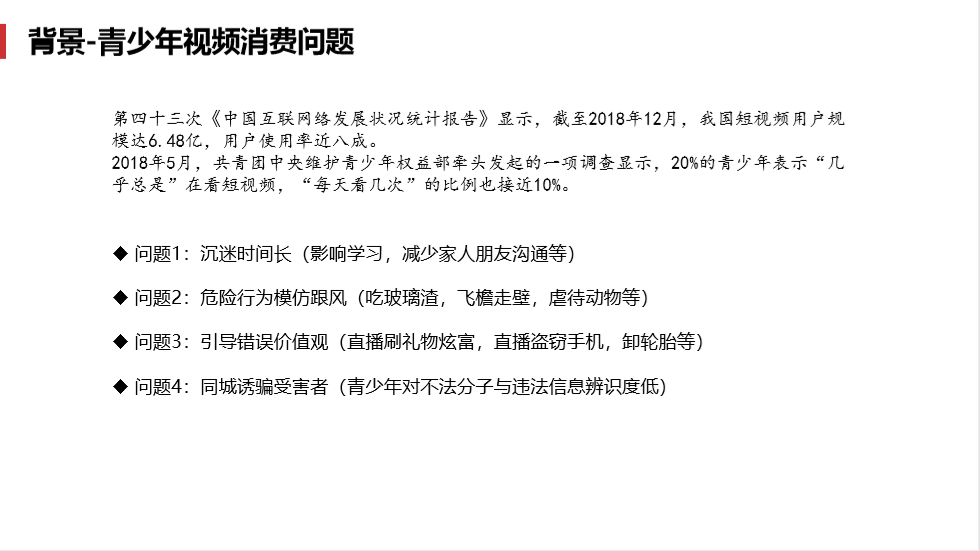 背景-青少年视频消费问题
第四十三次《中国互联网络发展状况统计报告》显示，截至2018年12月，我国短视频用户规
模达6.48亿，用户使用率近八成。
2018年5月，共青团中央维护青少年权益部牵头发起的一项调查显示，20%的青少年表示“几
乎总是”在看短视频，“每天看几次”的比例也接近10%。
◆ 问题1：沉迷时间长（影响学习，减少家人朋友沟通等）
◆ 问题2：危险行为模仿跟风（吃玻璃渣，飞檐走壁，虐待动物等）
◆ 问题3：引导错误价值观（直播刷礼物炫富，直播盗窃手机，卸轮胎等）
◆ 问题4：同城诱骗受害者（青少年对不法分子与违法信息辨识度低）